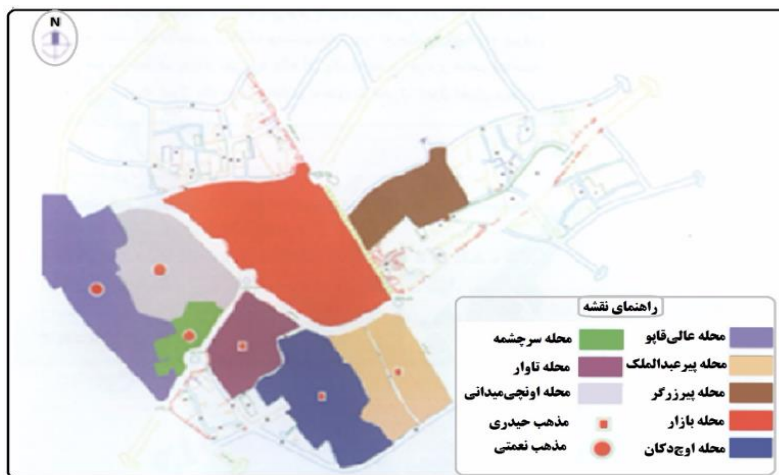 N
راهنمای نقشه
محله عالی‌قاپو
محله سرچشمه
محله پیرعبدالملک
محله تاوار
محله پیرزرگر
محله اونچی‌میدانی
محله بازار
مذهب حیدری
محله اوچ‌دکان
مذهب نعمتی